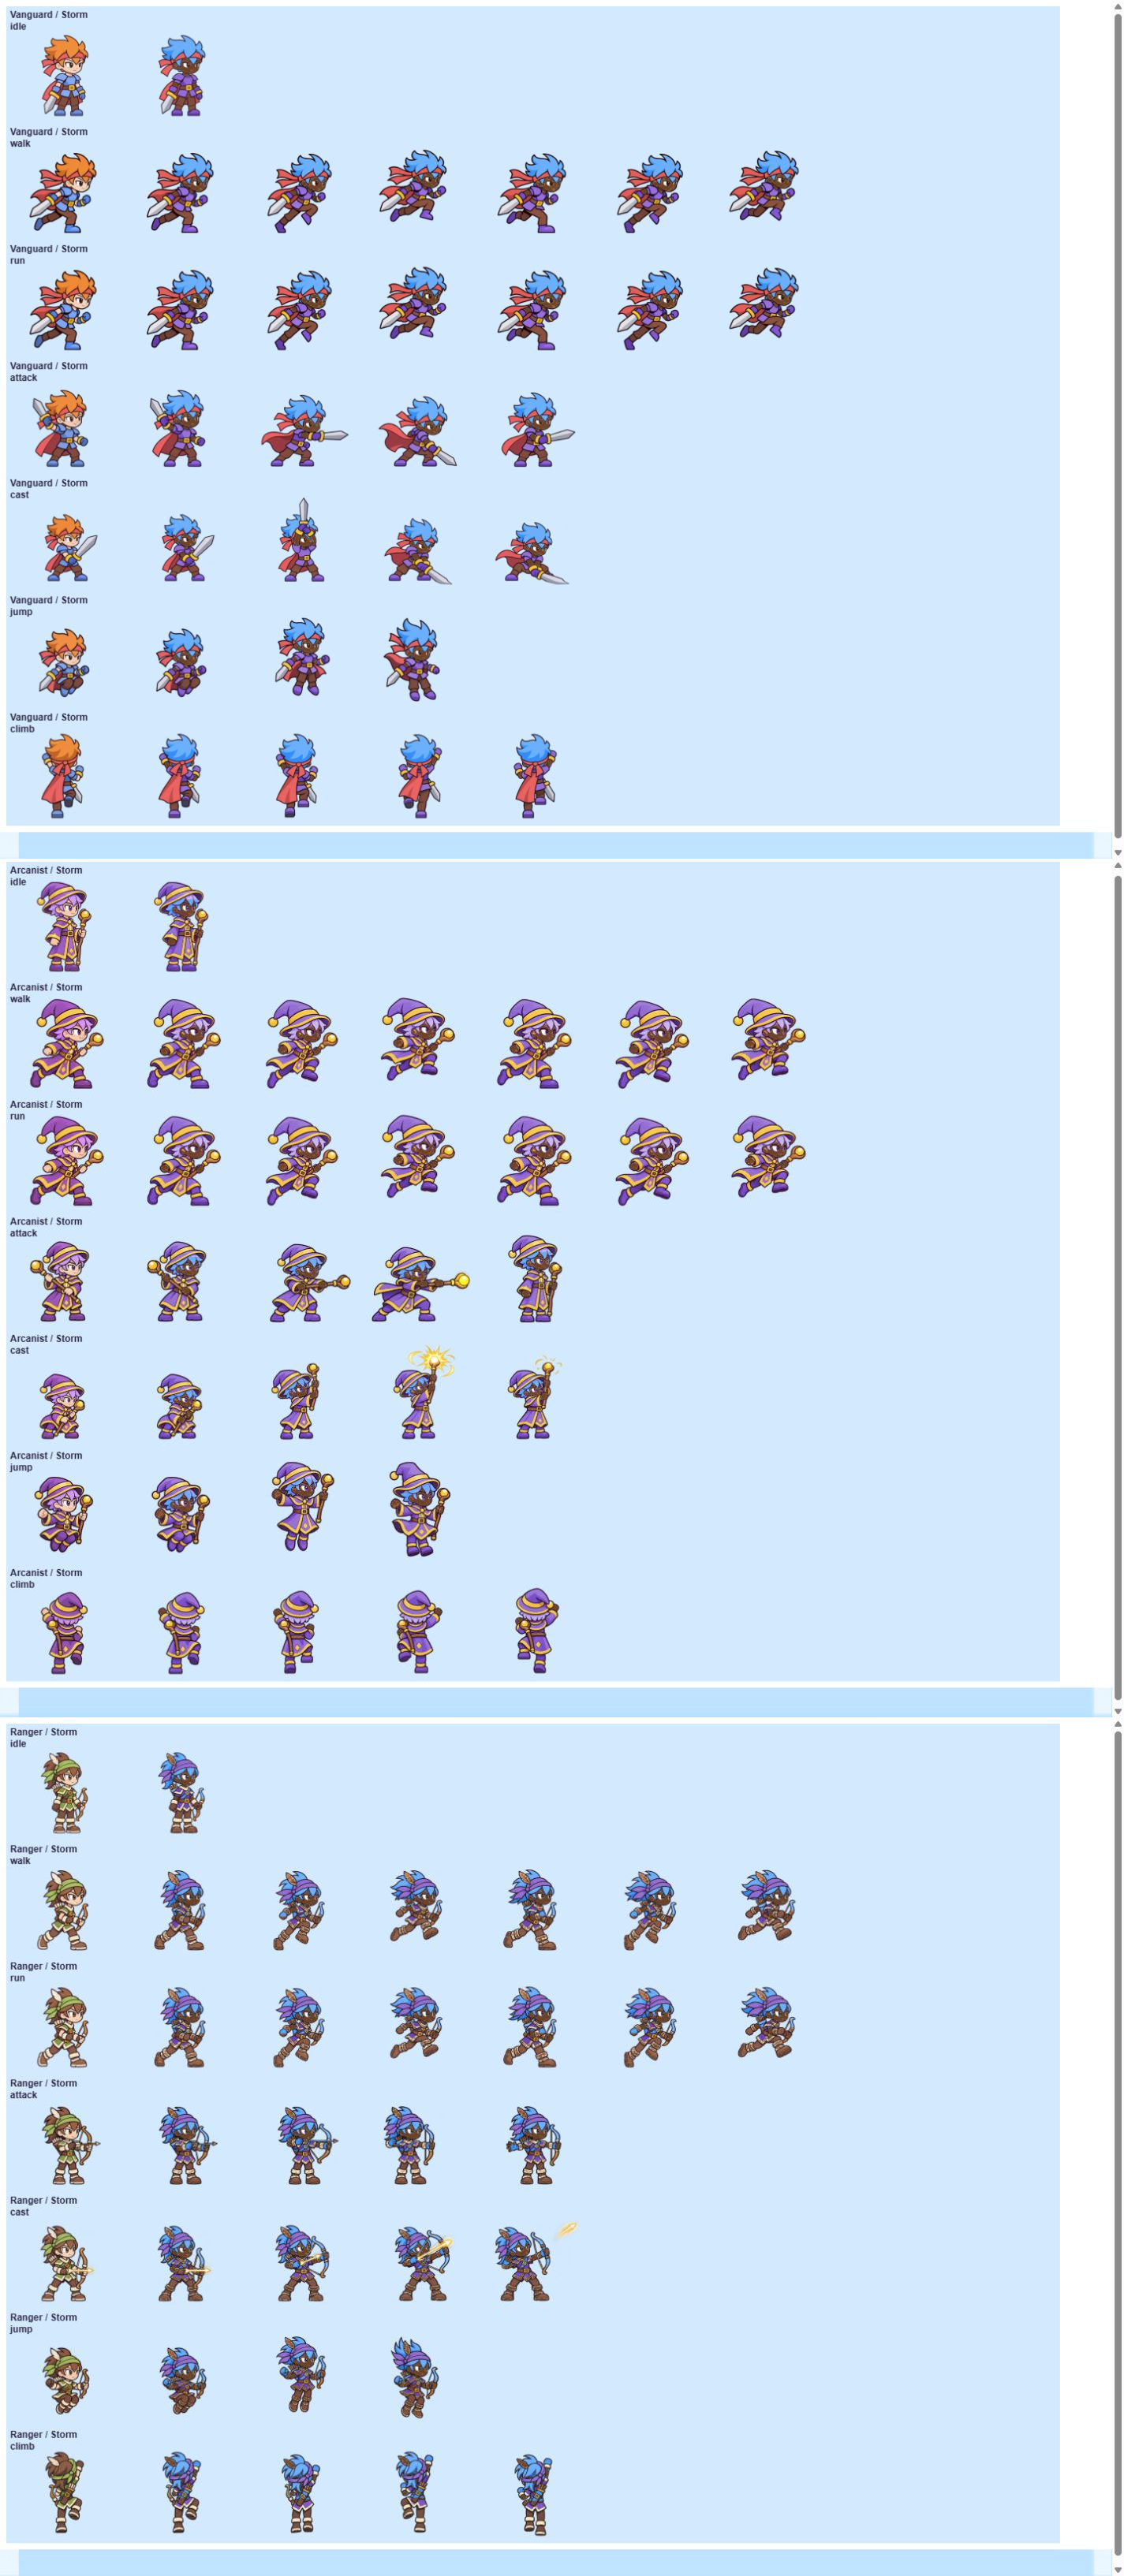 Vanguard / Storm
idle
Vanguard / Storm
walk
Vanguard / Storm
run
Vanguard / Storm
attack
Vanguard / Storm
cast
Vanguard / Storm
jump
Vanguard / Storm
climb
Arcanist / Storm
idle
Arcanist / Storm
walk
Arcanist / Storm
run
Arcanist / Storm
attack
Arcanist / Storm
cast
Arcanist / Storm
jump
Arcanist / Storm
climb
Ranger / Storm
idle
Ranger / Storm
walk
Ranger / Storm
run
Ranger / Storm
attack
Ranger / Storm
cast
Ranger / Storm
jump
Ranger / Storm
climb